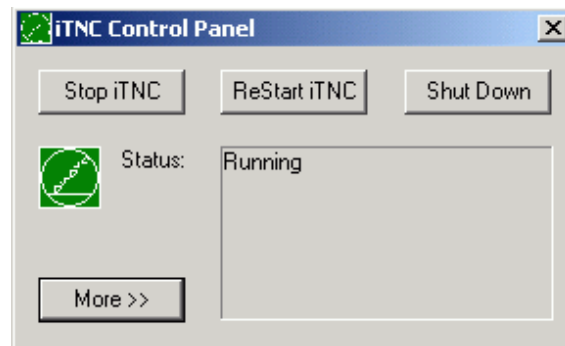 iTNC Control Panel
Stop iTNC ReStart iTNC Shut Down
Status: Running
More >>